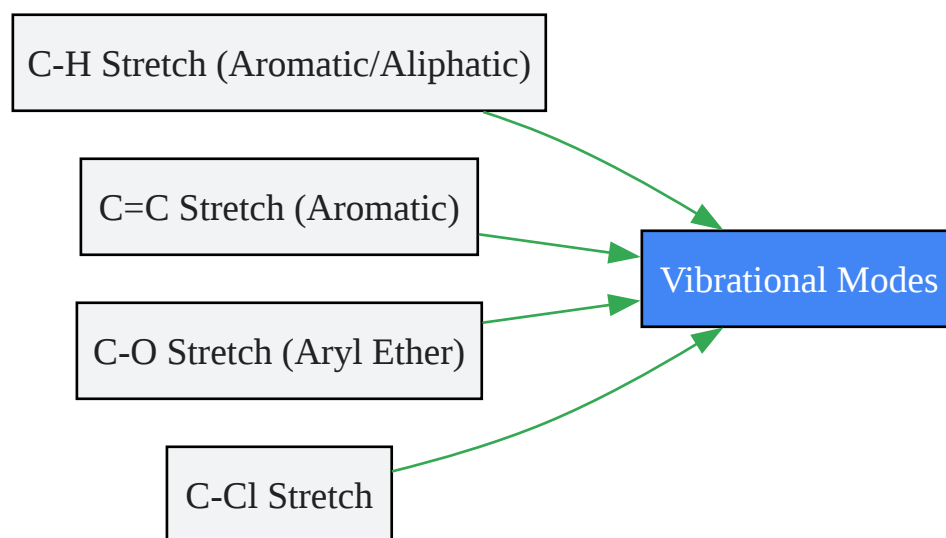 C-H Stretch (Aromatic/Aliphatic)
C=C Stretch (Aromatic)
Vibrational Modes
C-O Stretch (Aryl Ether)
C-Cl Stretch